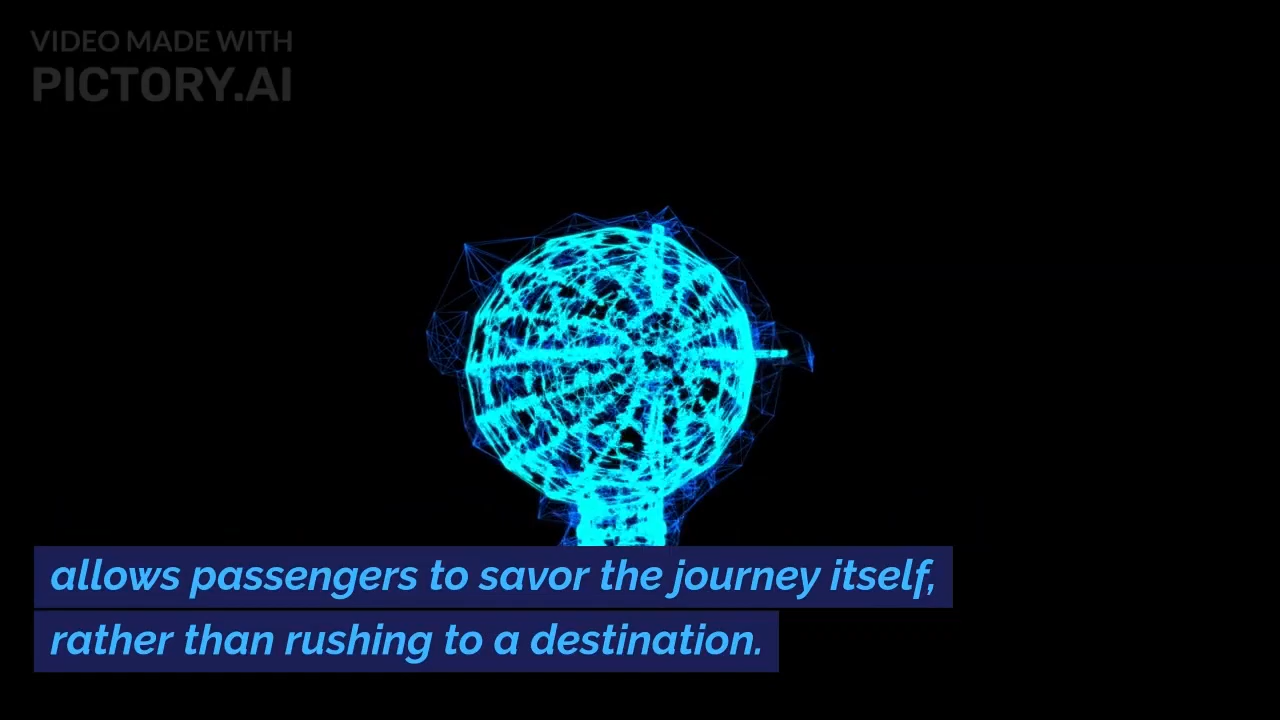 VIDEO MADE WITH
PICTORY.AI
allows passengers to savor the journey itself,
rather than rushing to a destination.